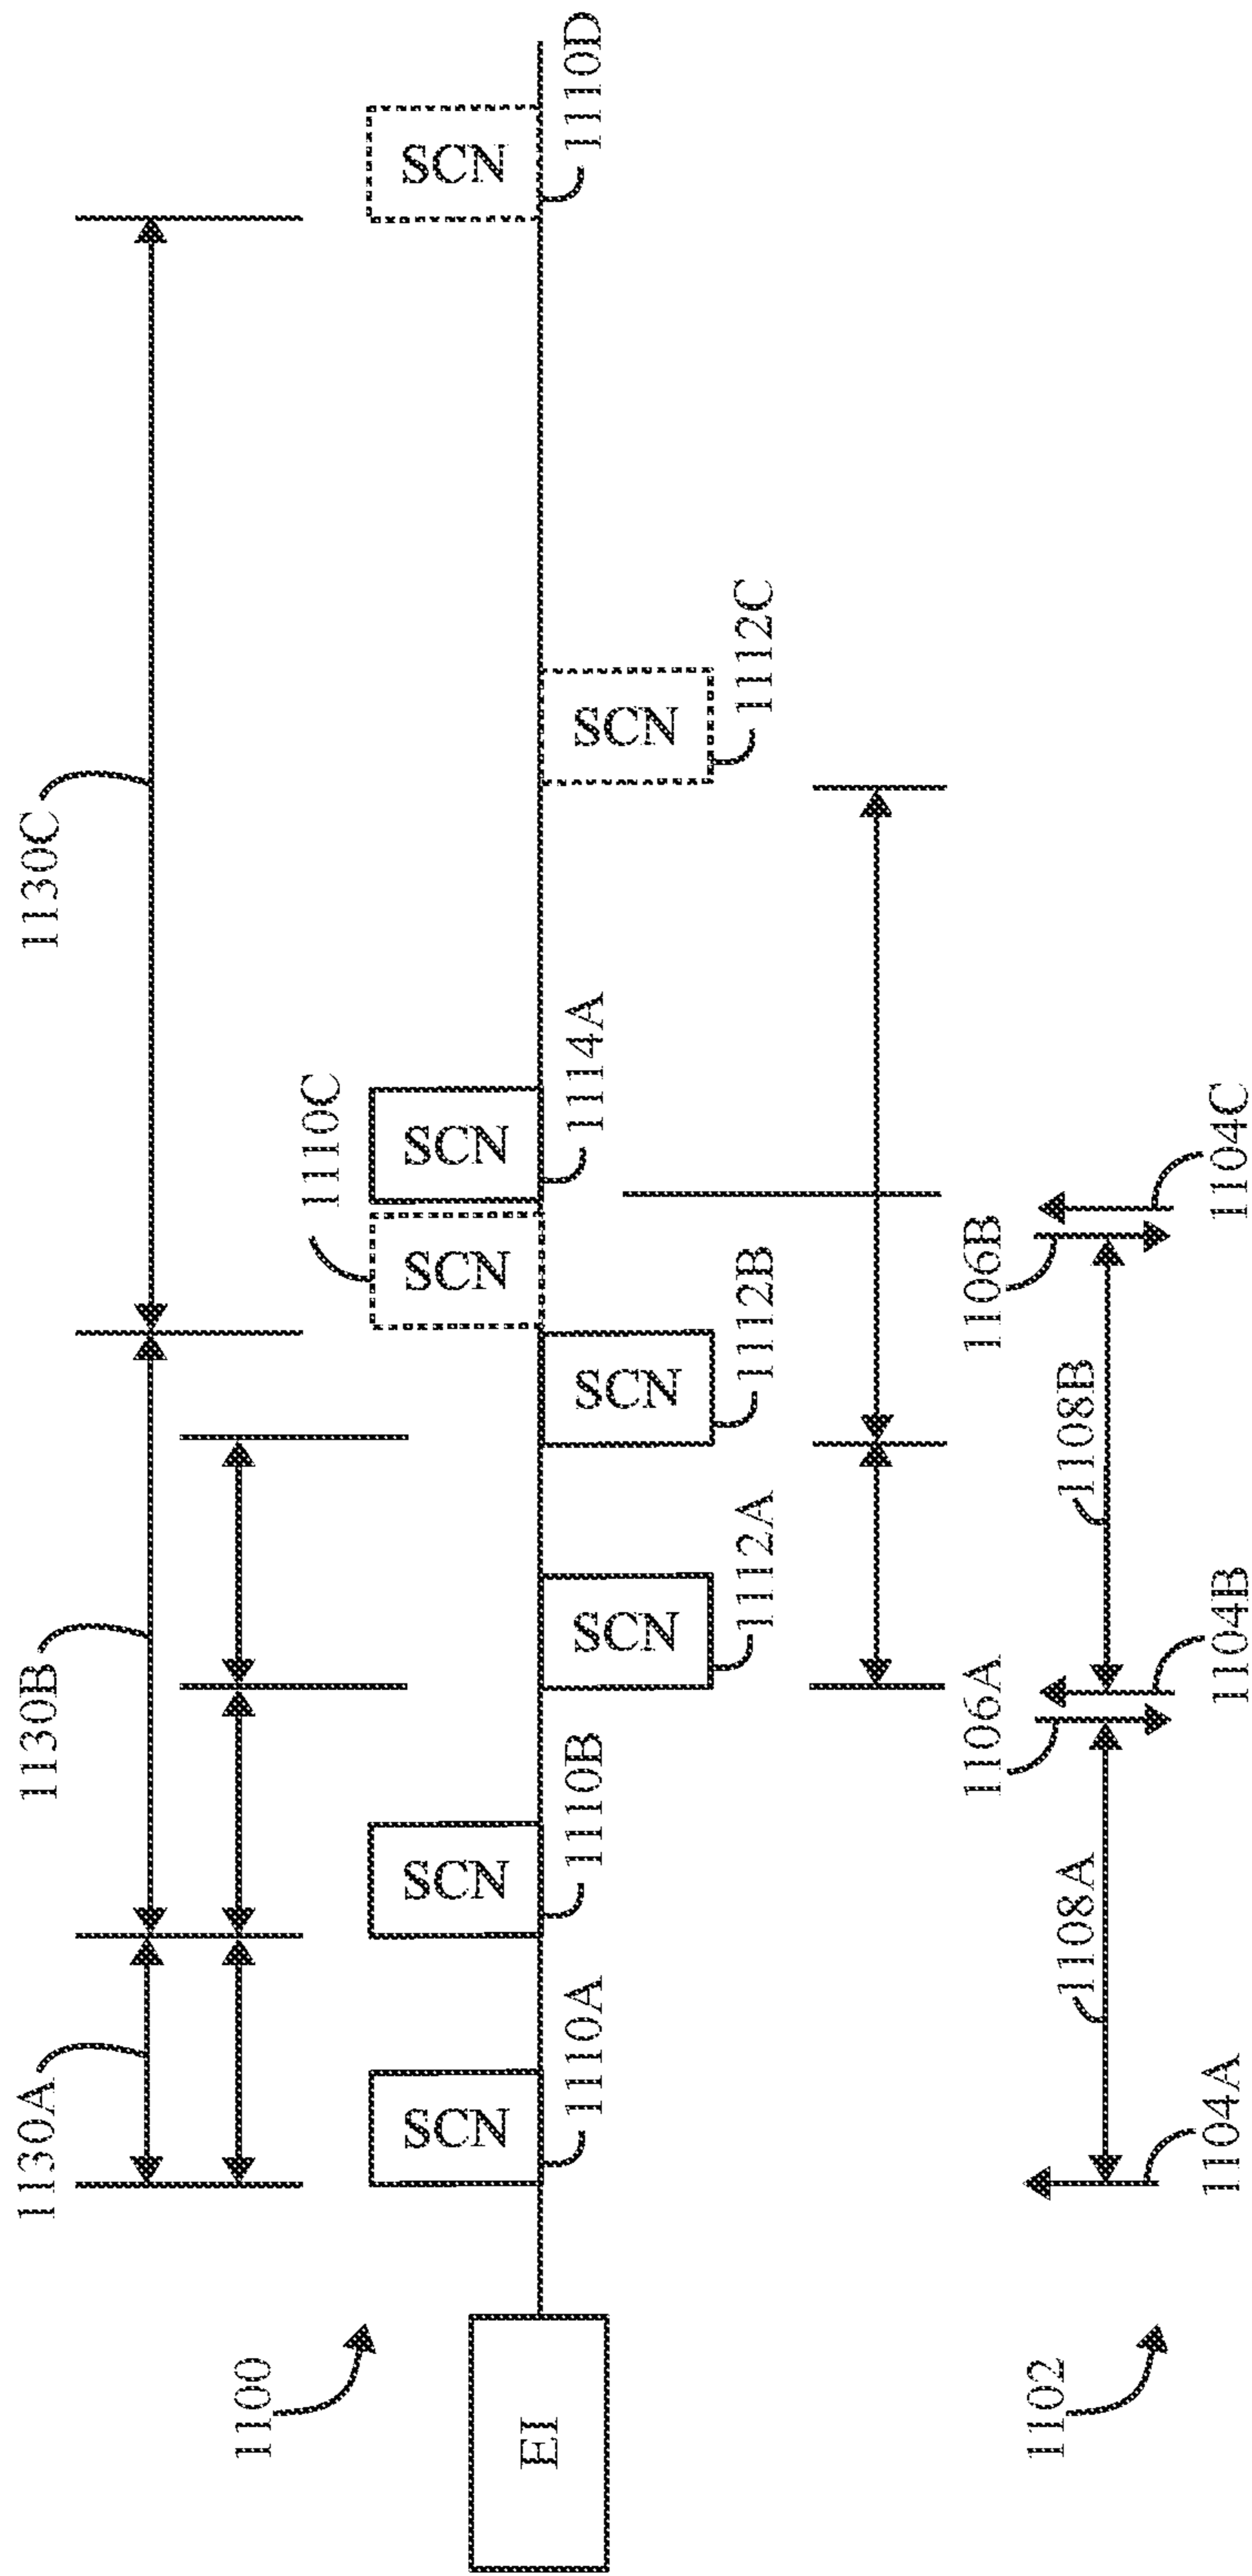 1130A
1130B
1130C
1100
EI
SCN
SCN
SCN
SCN
SCN
SCN
SCN
SCN
1110A
1110B
1112A
1112B
1110C
1114A
1112C
1110D
1102
1104A
1108A
1106A
1104B
1108B
1106B
1104C